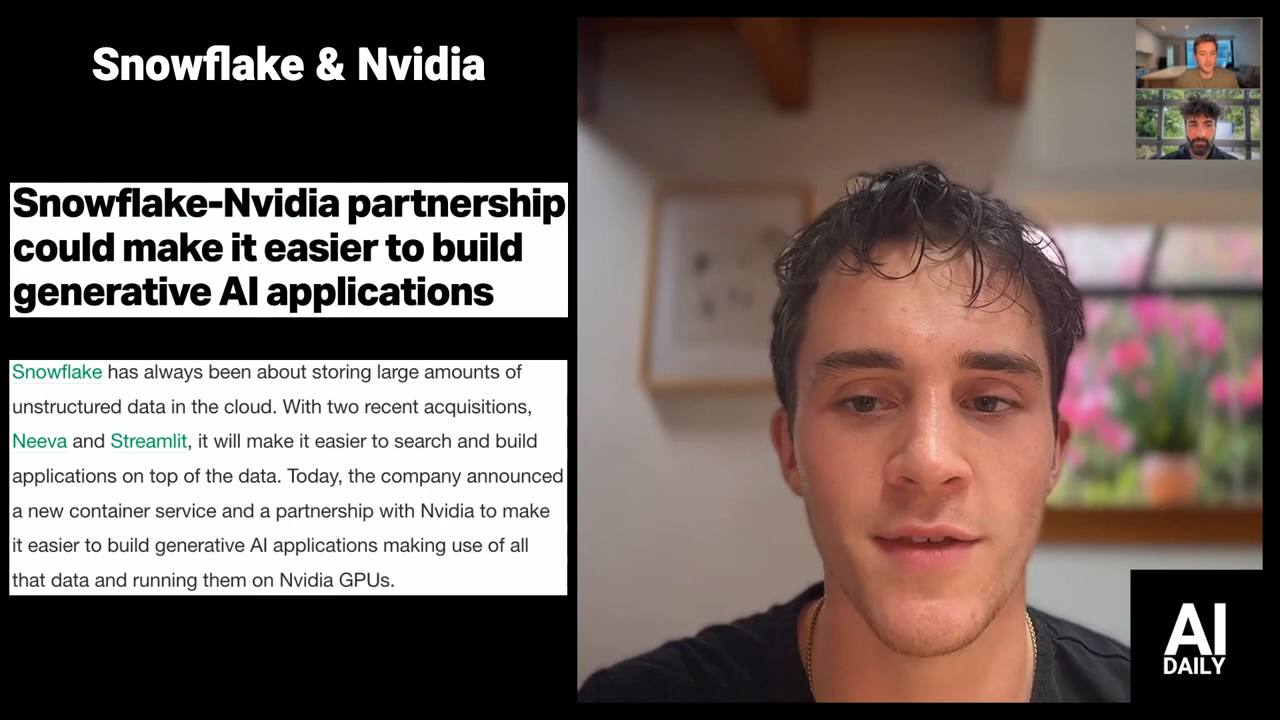 Snowflake & Nvidia
Snowflake-Nvidia partnership
could make it easier to build
generative AI applications
Snowflake has always been about storing large amounts of
unstructured data in the cloud. With two recent acquisitions,
Neeva and Streamlit, it will make it easier to search and build
applications on top of the data. Today, the company announced
a new container service and a partnership with Nvidia to make
it easier to build generative AI applications making use of all
that data and running them on Nvidia GPUs.
AI
DAILY